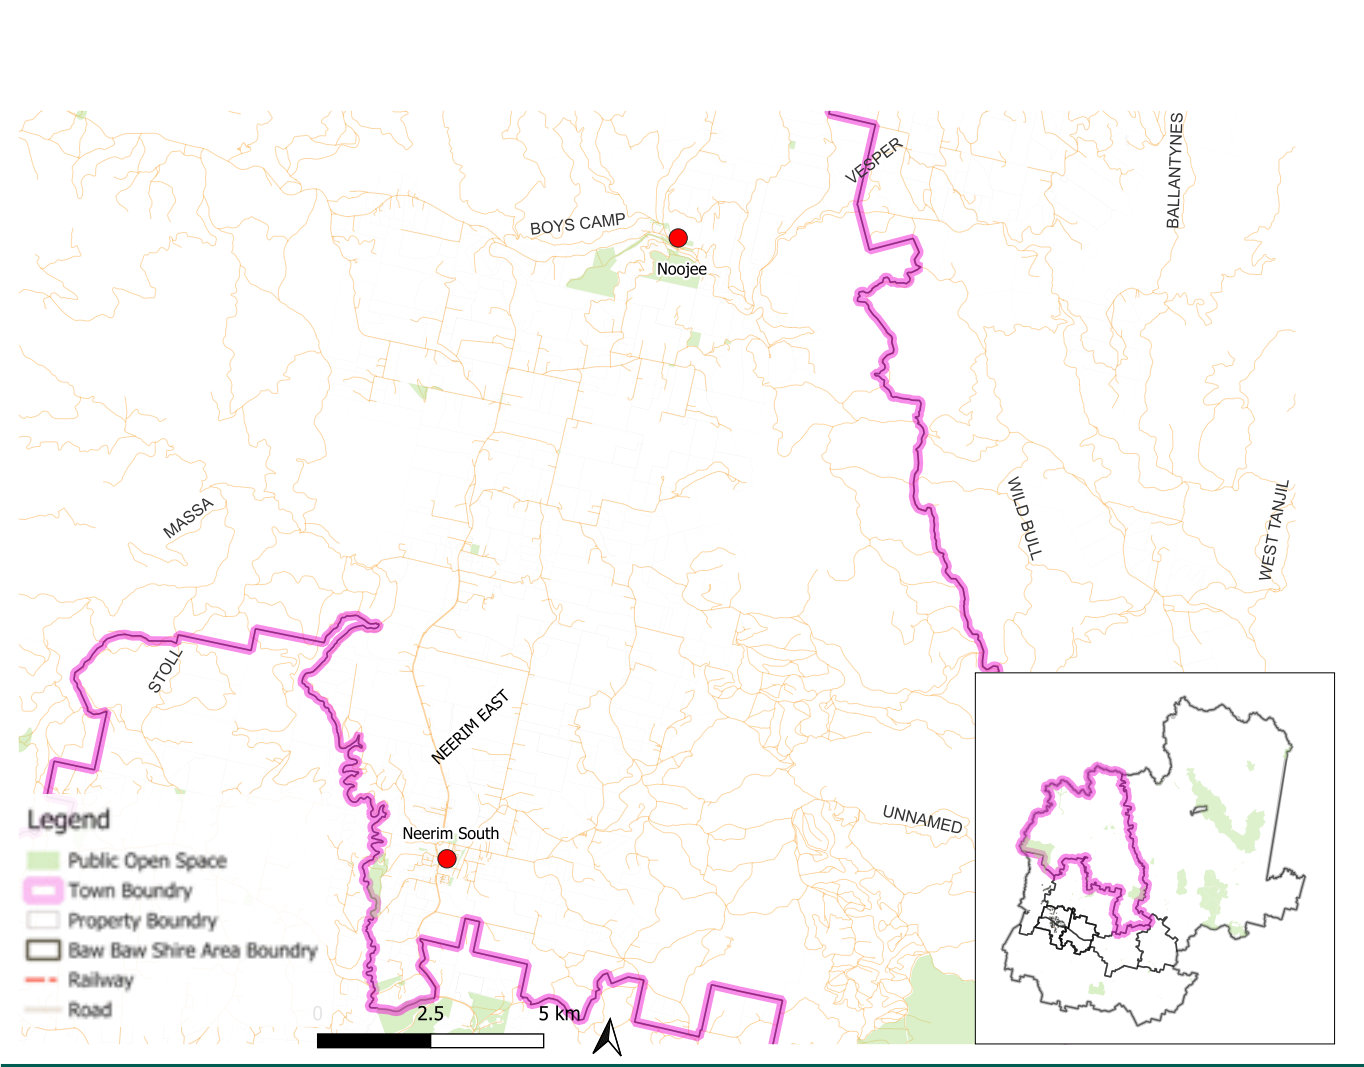 BALLANTYNES
VESPER
BOYS CAMP
Noojee
MASSA
WILD BULL
WEST TANJIL
STOLL
NEERIM EAST
UNNAMED
Neerim South
Legend
Public Open Space
Town Boundry
Property Boundry
Baw Baw Shire Area Boundry
Railway
Road
0 2.5 5 km